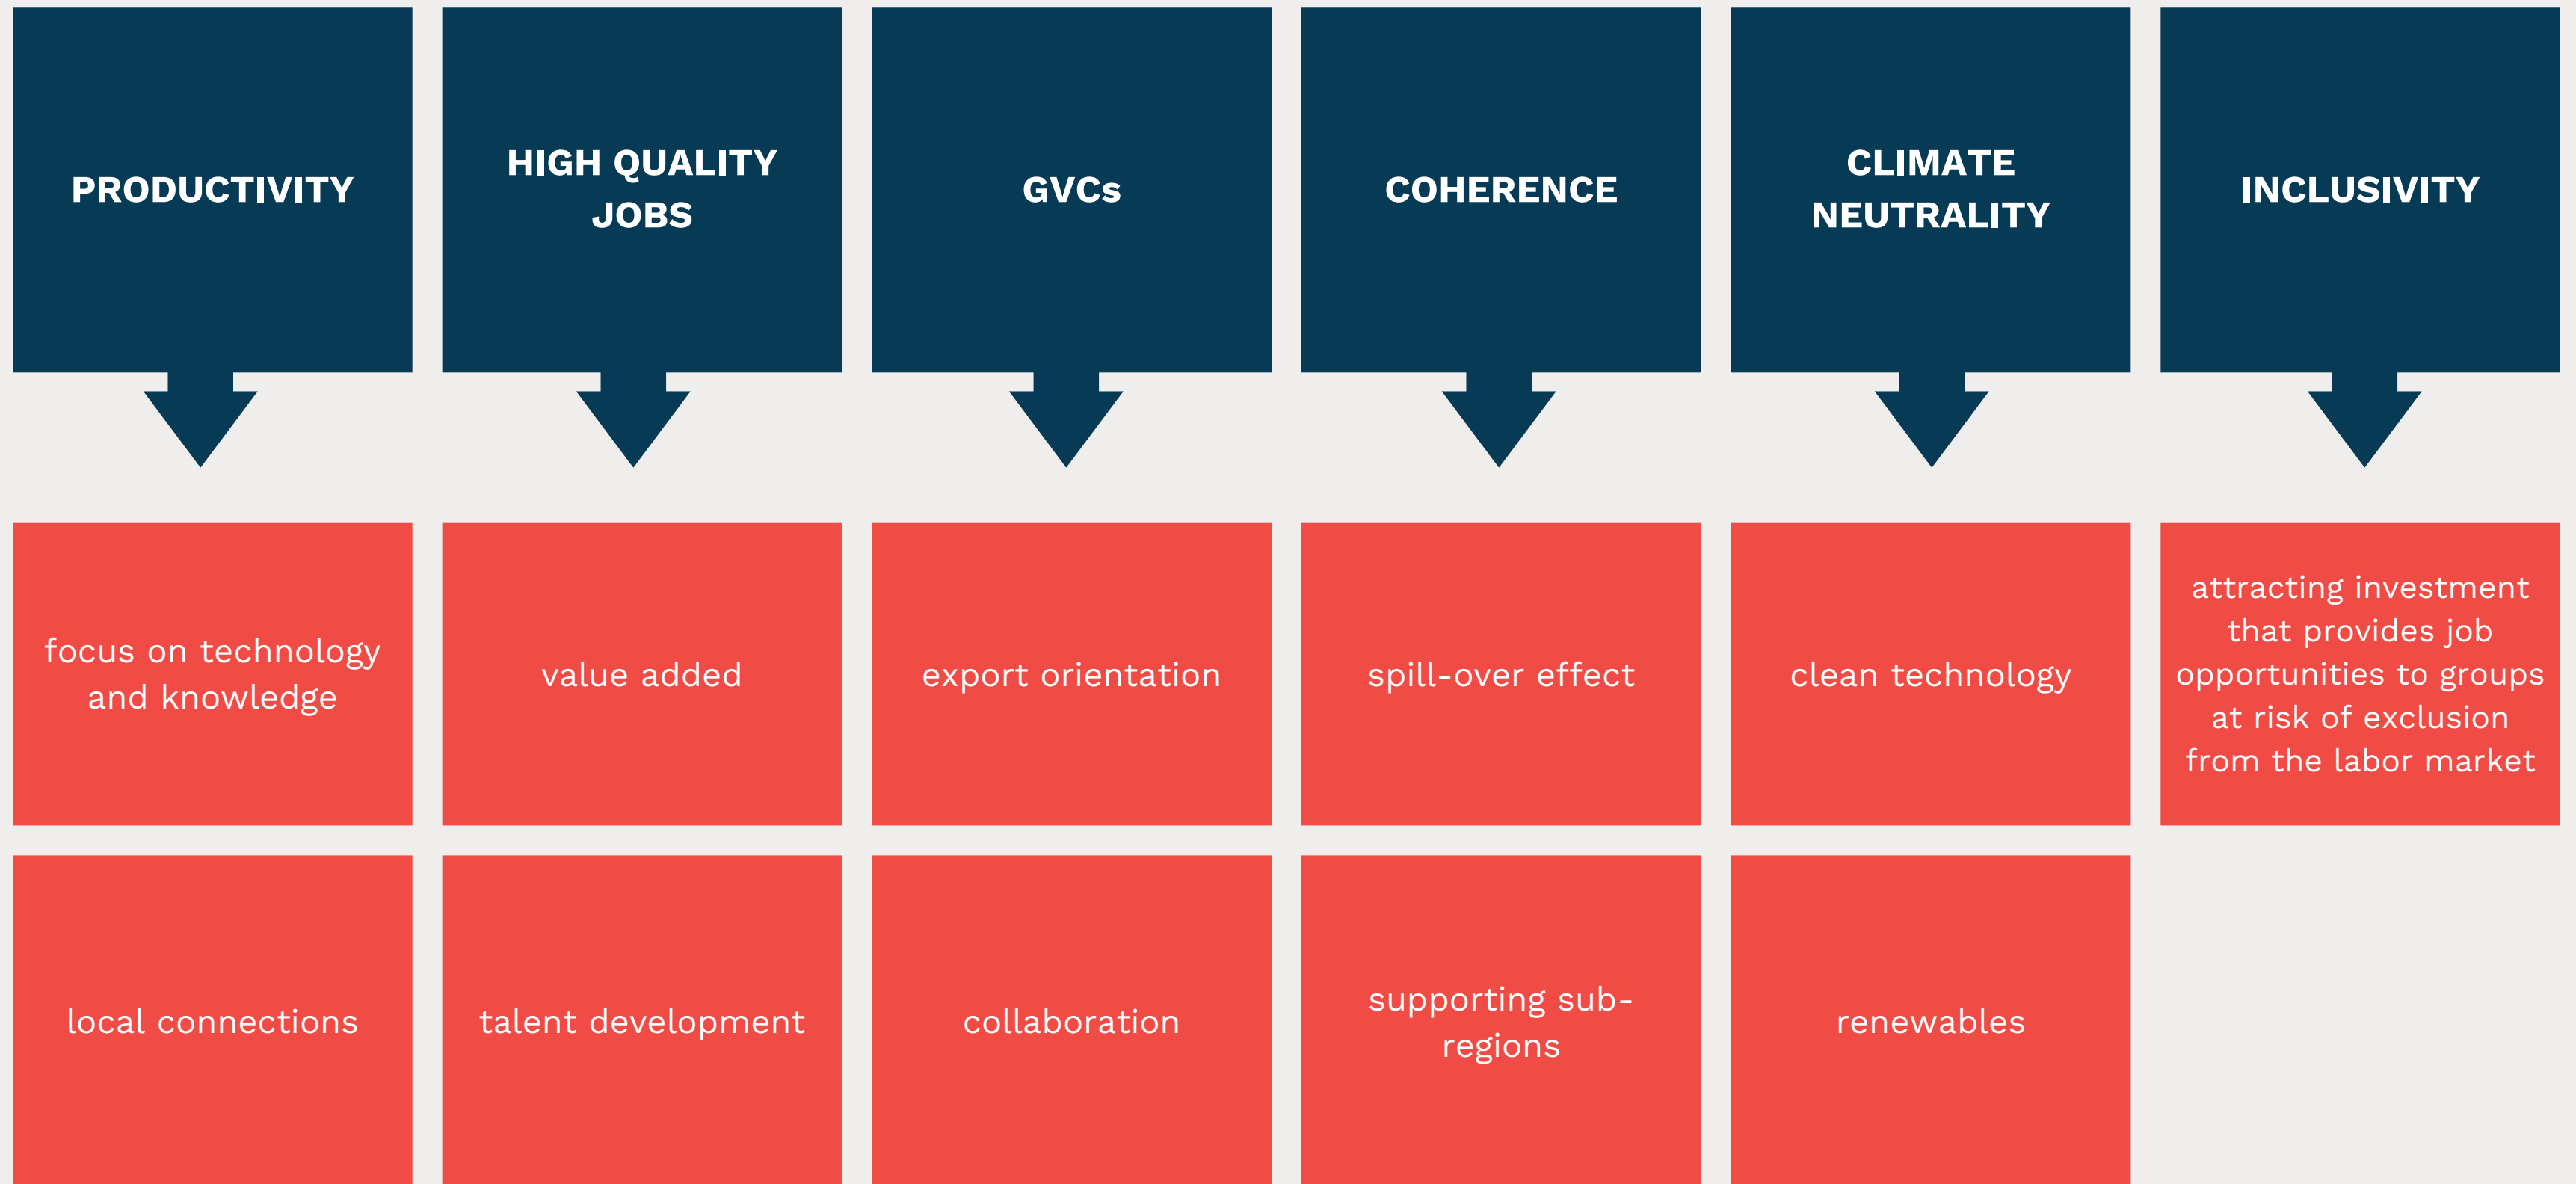 PRODUCTIVITY
HIGH QUALITY
JOBS
GVCs
COHERENCE
CLIMATE
NEUTRALITY
INCLUSIVITY
focus on technology
and knowledge
value added
export orientation
spill-over effect
clean technology
attracting investment
that provides job
opportunities to groups
at risk of exclusion
from the labor market
local connections
talent development
collaboration
supporting sub-
regions
renewables